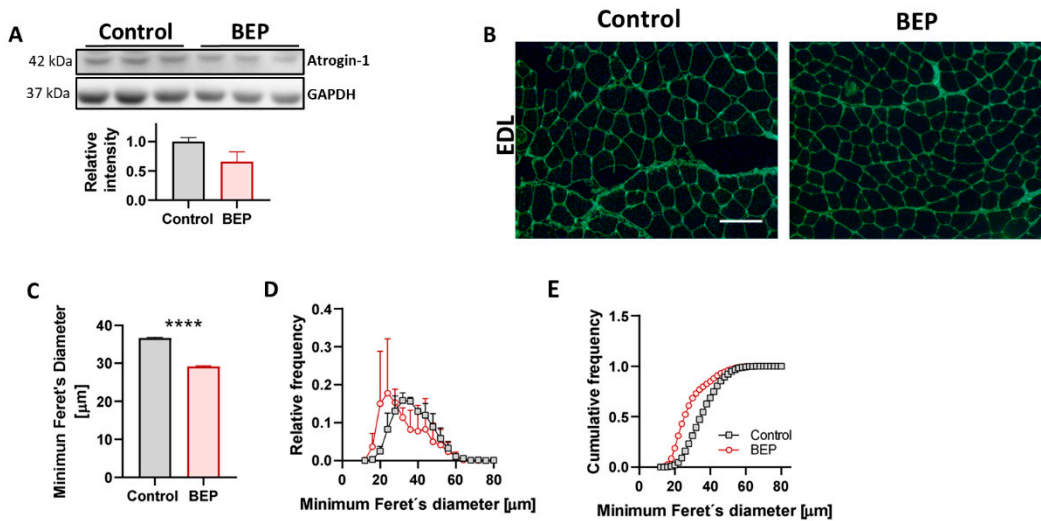 A
Control BEP
42 kDa Atrogin-1
37 kDa GAPDH
Relative
intensity
1.0
0.5
0.0
Control BEP
B
Control BEP
EDL
C
Minimun Feret's Diameter
[μm]
40
30
20
10
0
****
Control BEP
D
Relative frequency
0.4
0.3
0.2
0.1
0.0
0 20 40 60 80
Minimum Feret´s diameter [μm]
E
Cumulative frequency
1.5
1.0
0.5
0.0
Control
BEP
0 20 40 60 80
Minimum Feret´s diameter [μm]